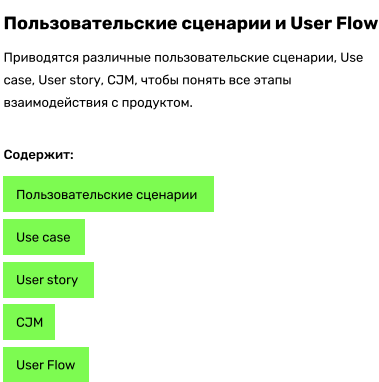 Пользовательские сценарии и User Flow
Приводятся различные пользовательские сценарии, Use
case, User story, CJM, чтобы понять все этапы
взаимодействия с продуктом.
Содержит:
Пользовательские сценарии
Use case
User story
CJM
User Flow